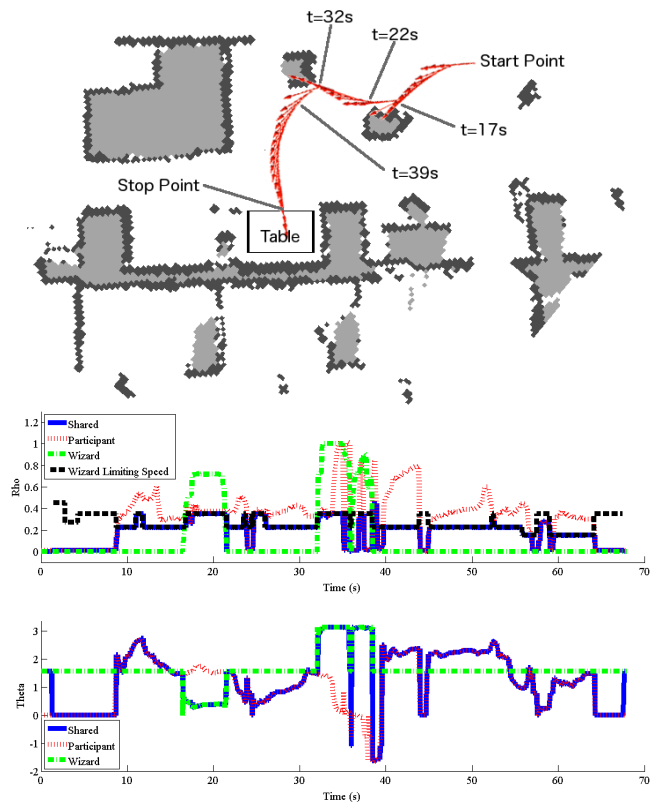 t=32s
t=22s
Start Point
t=17s
t=39s
Stop Point
Table
Shared
Participant
Wizard
Wizard Limiting Speed
1.2
1
0.8
0.6
0.4
0.2
0
Rho
0 10 20 30 40 50 60 70
Time (s)
3
2
1
0
-1
-2
Theta
Shared
Participant
Wizard
0 10 20 30 40 50 60 70
Time (s)